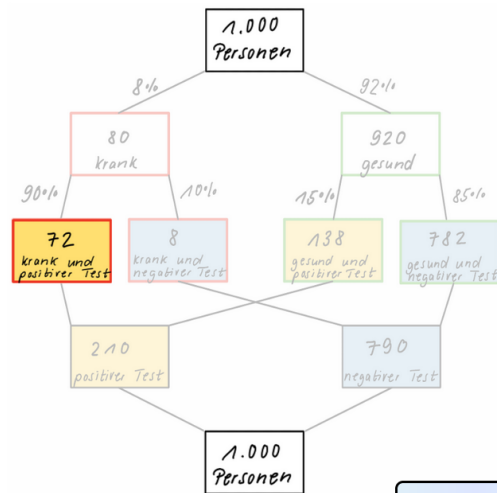 1.000
Personen
8%
92%
80
krank
920
gesund
90%
10%
15%
85%
72
krank und
positiver Test
8
krank und
negativer Test
138
gesund und
positiver Test
782
gesund und
negativer Test
210
positiver Test
790
negativer Test
1.000
Personen